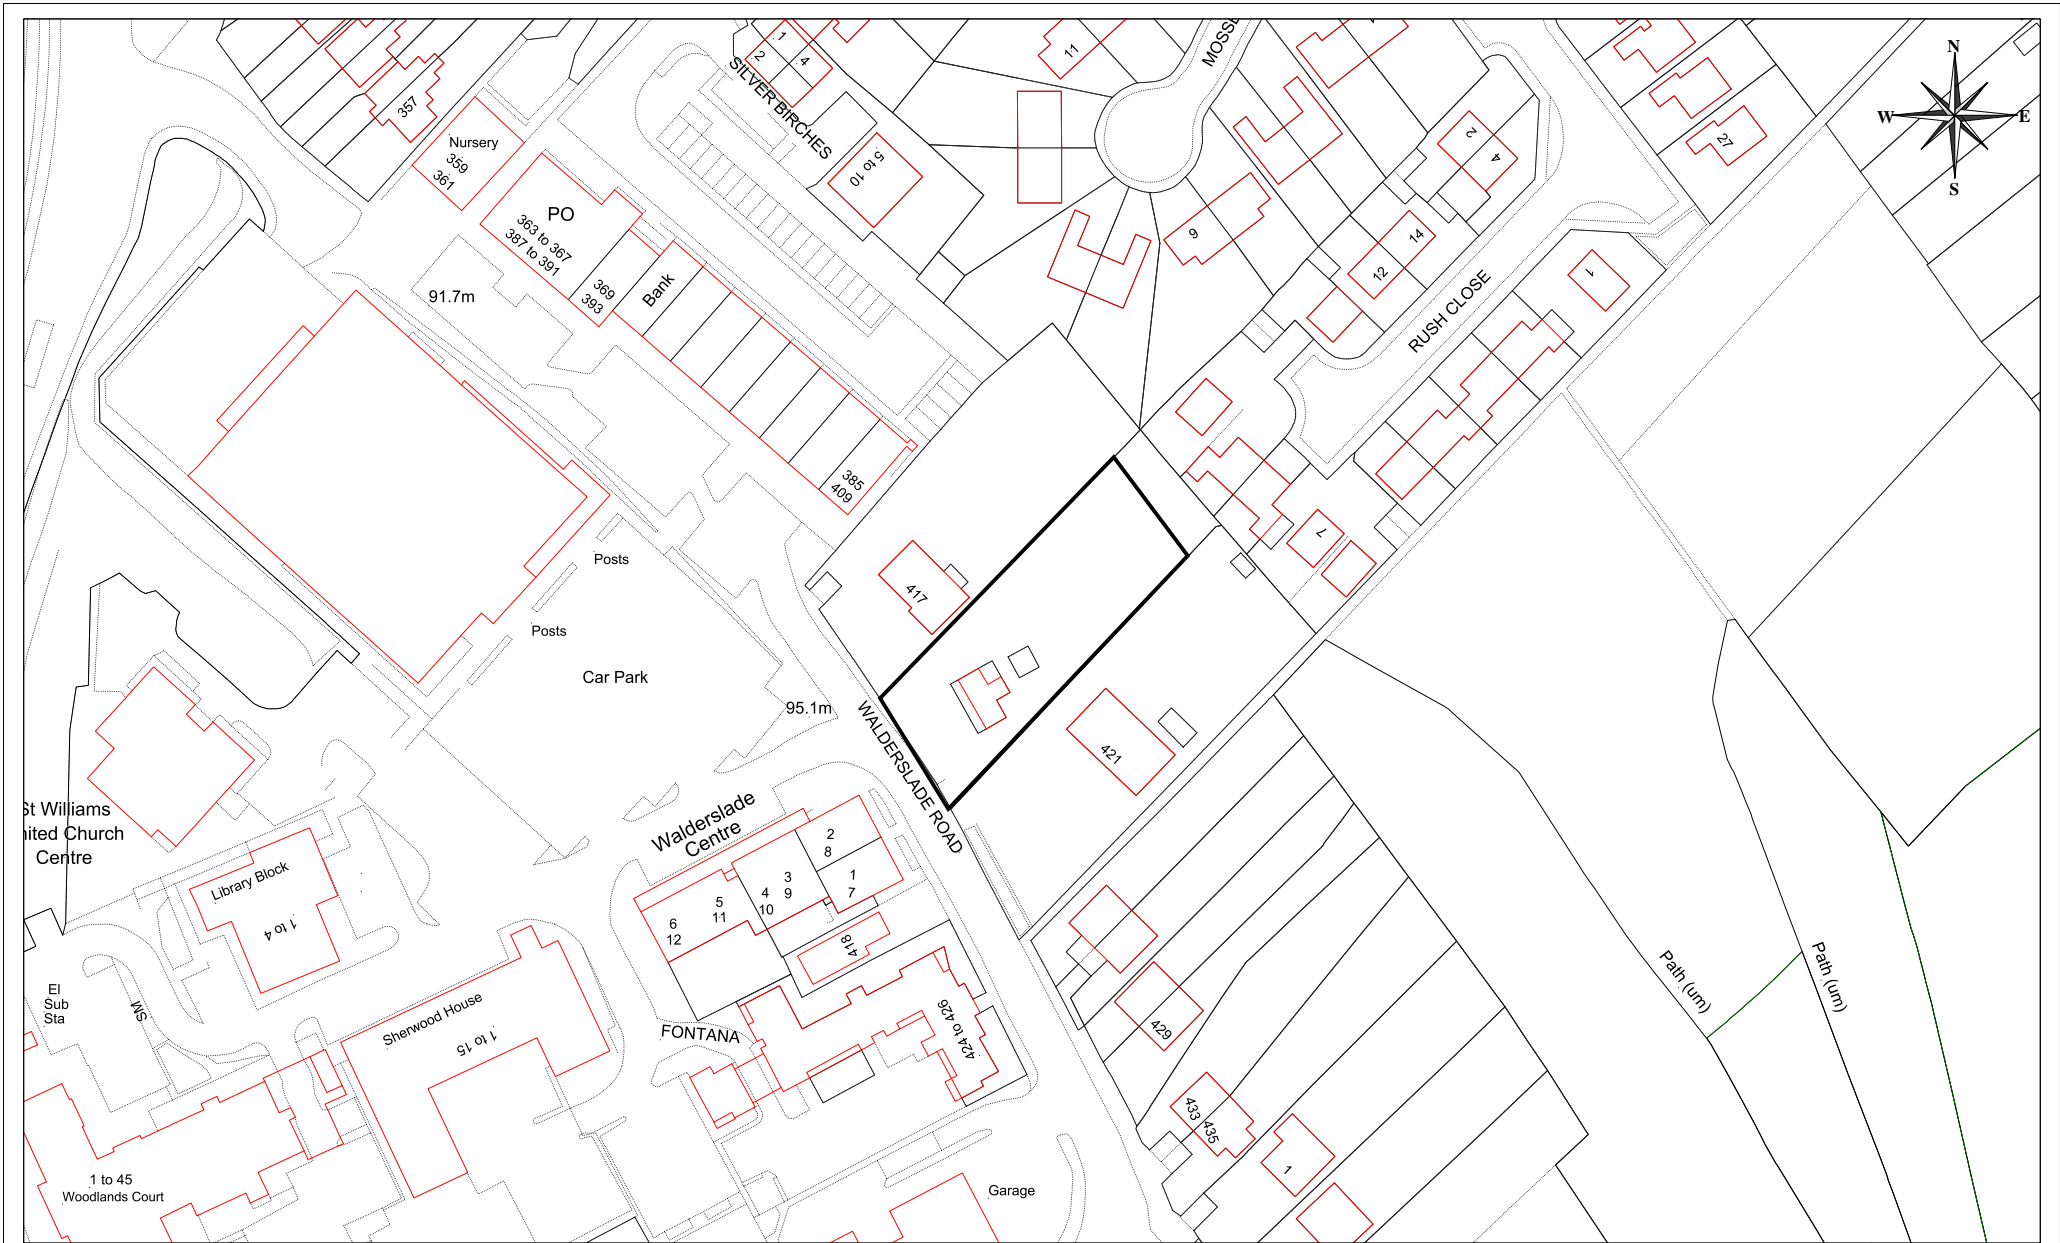 N
W
E
S
1
2
4
SILVER BIRCHES
11
MOSS
2
4
27
357
Nursery
359
361
5 to 10
PO
363 to 367
387 to 391
369
393
Bank
91.7m
9
14
12
1
RUSH CLOSE
385
409
7
Posts
417
Posts
Car Park
95.1m
WALDERSLADE ROAD
421
St Williams
nited Church
Centre
Walderslade
Centre
2
8
1
7
3
9
4
10
5
11
6
12
Library Block
1 to 4
418
El
Sub
Sta
SM
Sherwood House
1 to 15
FONTANA
424 to 426
429
Path (um)
Path (um)
433
435
1
1 to 45
Woodlands Court
Garage